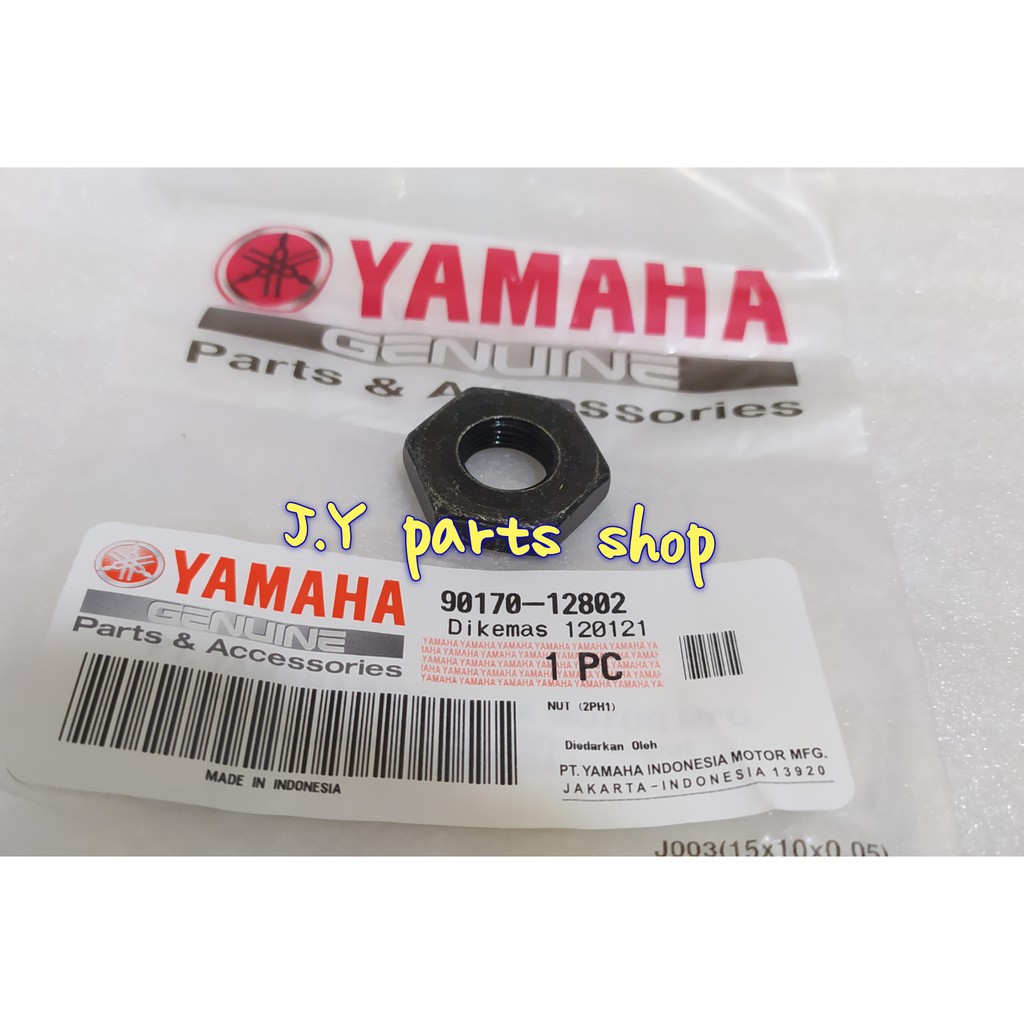 YAMAHA
GENUINE
Parts & Accessories
J.Y parts shop
YAMAHA
GENUINE
Parts & Accessories
MADE IN INDONESIA
90170-12802
Dikemas 120121
1 PC
NUT (2PH1)
Diedarkan Oleh
PT. YAMAHA INDONESIA MOTOR MFG.
JAKARTA-INDONESIA 13920
J003(15x10x0.05)